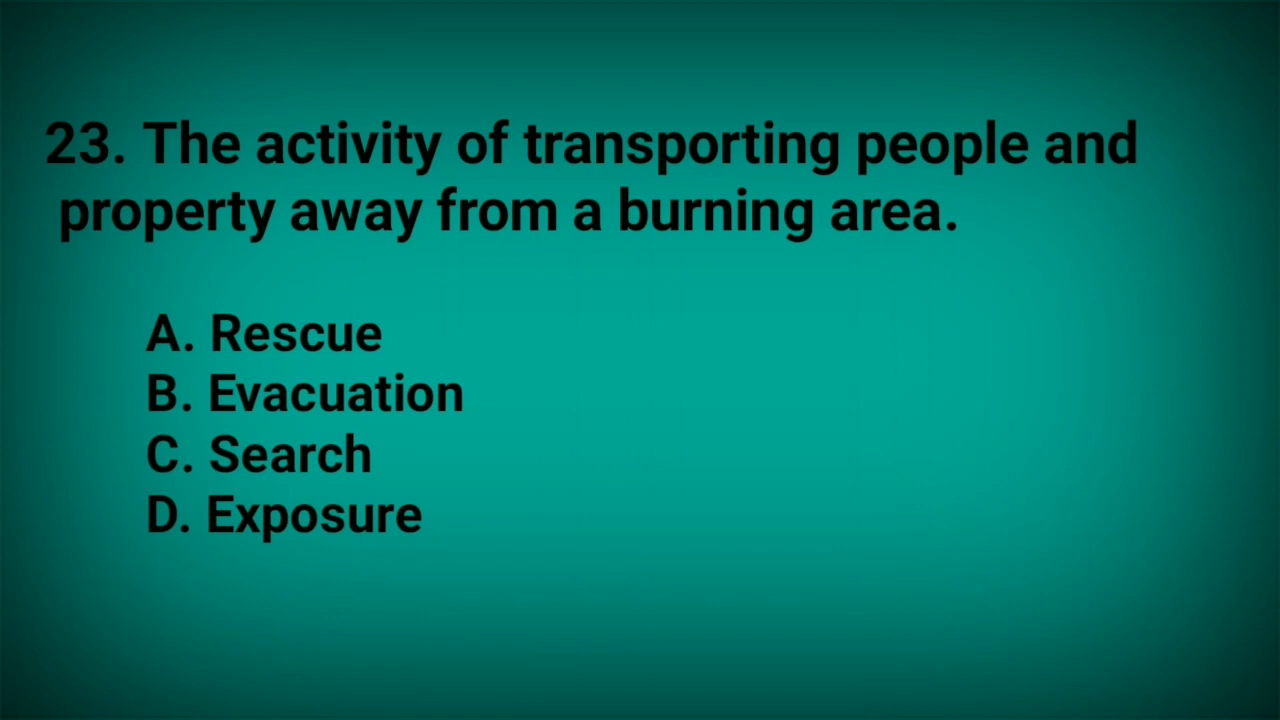 23. The activity of transporting people and
property away from a burning area.
A. Rescue
B. Evacuation
C. Search
D. Exposure